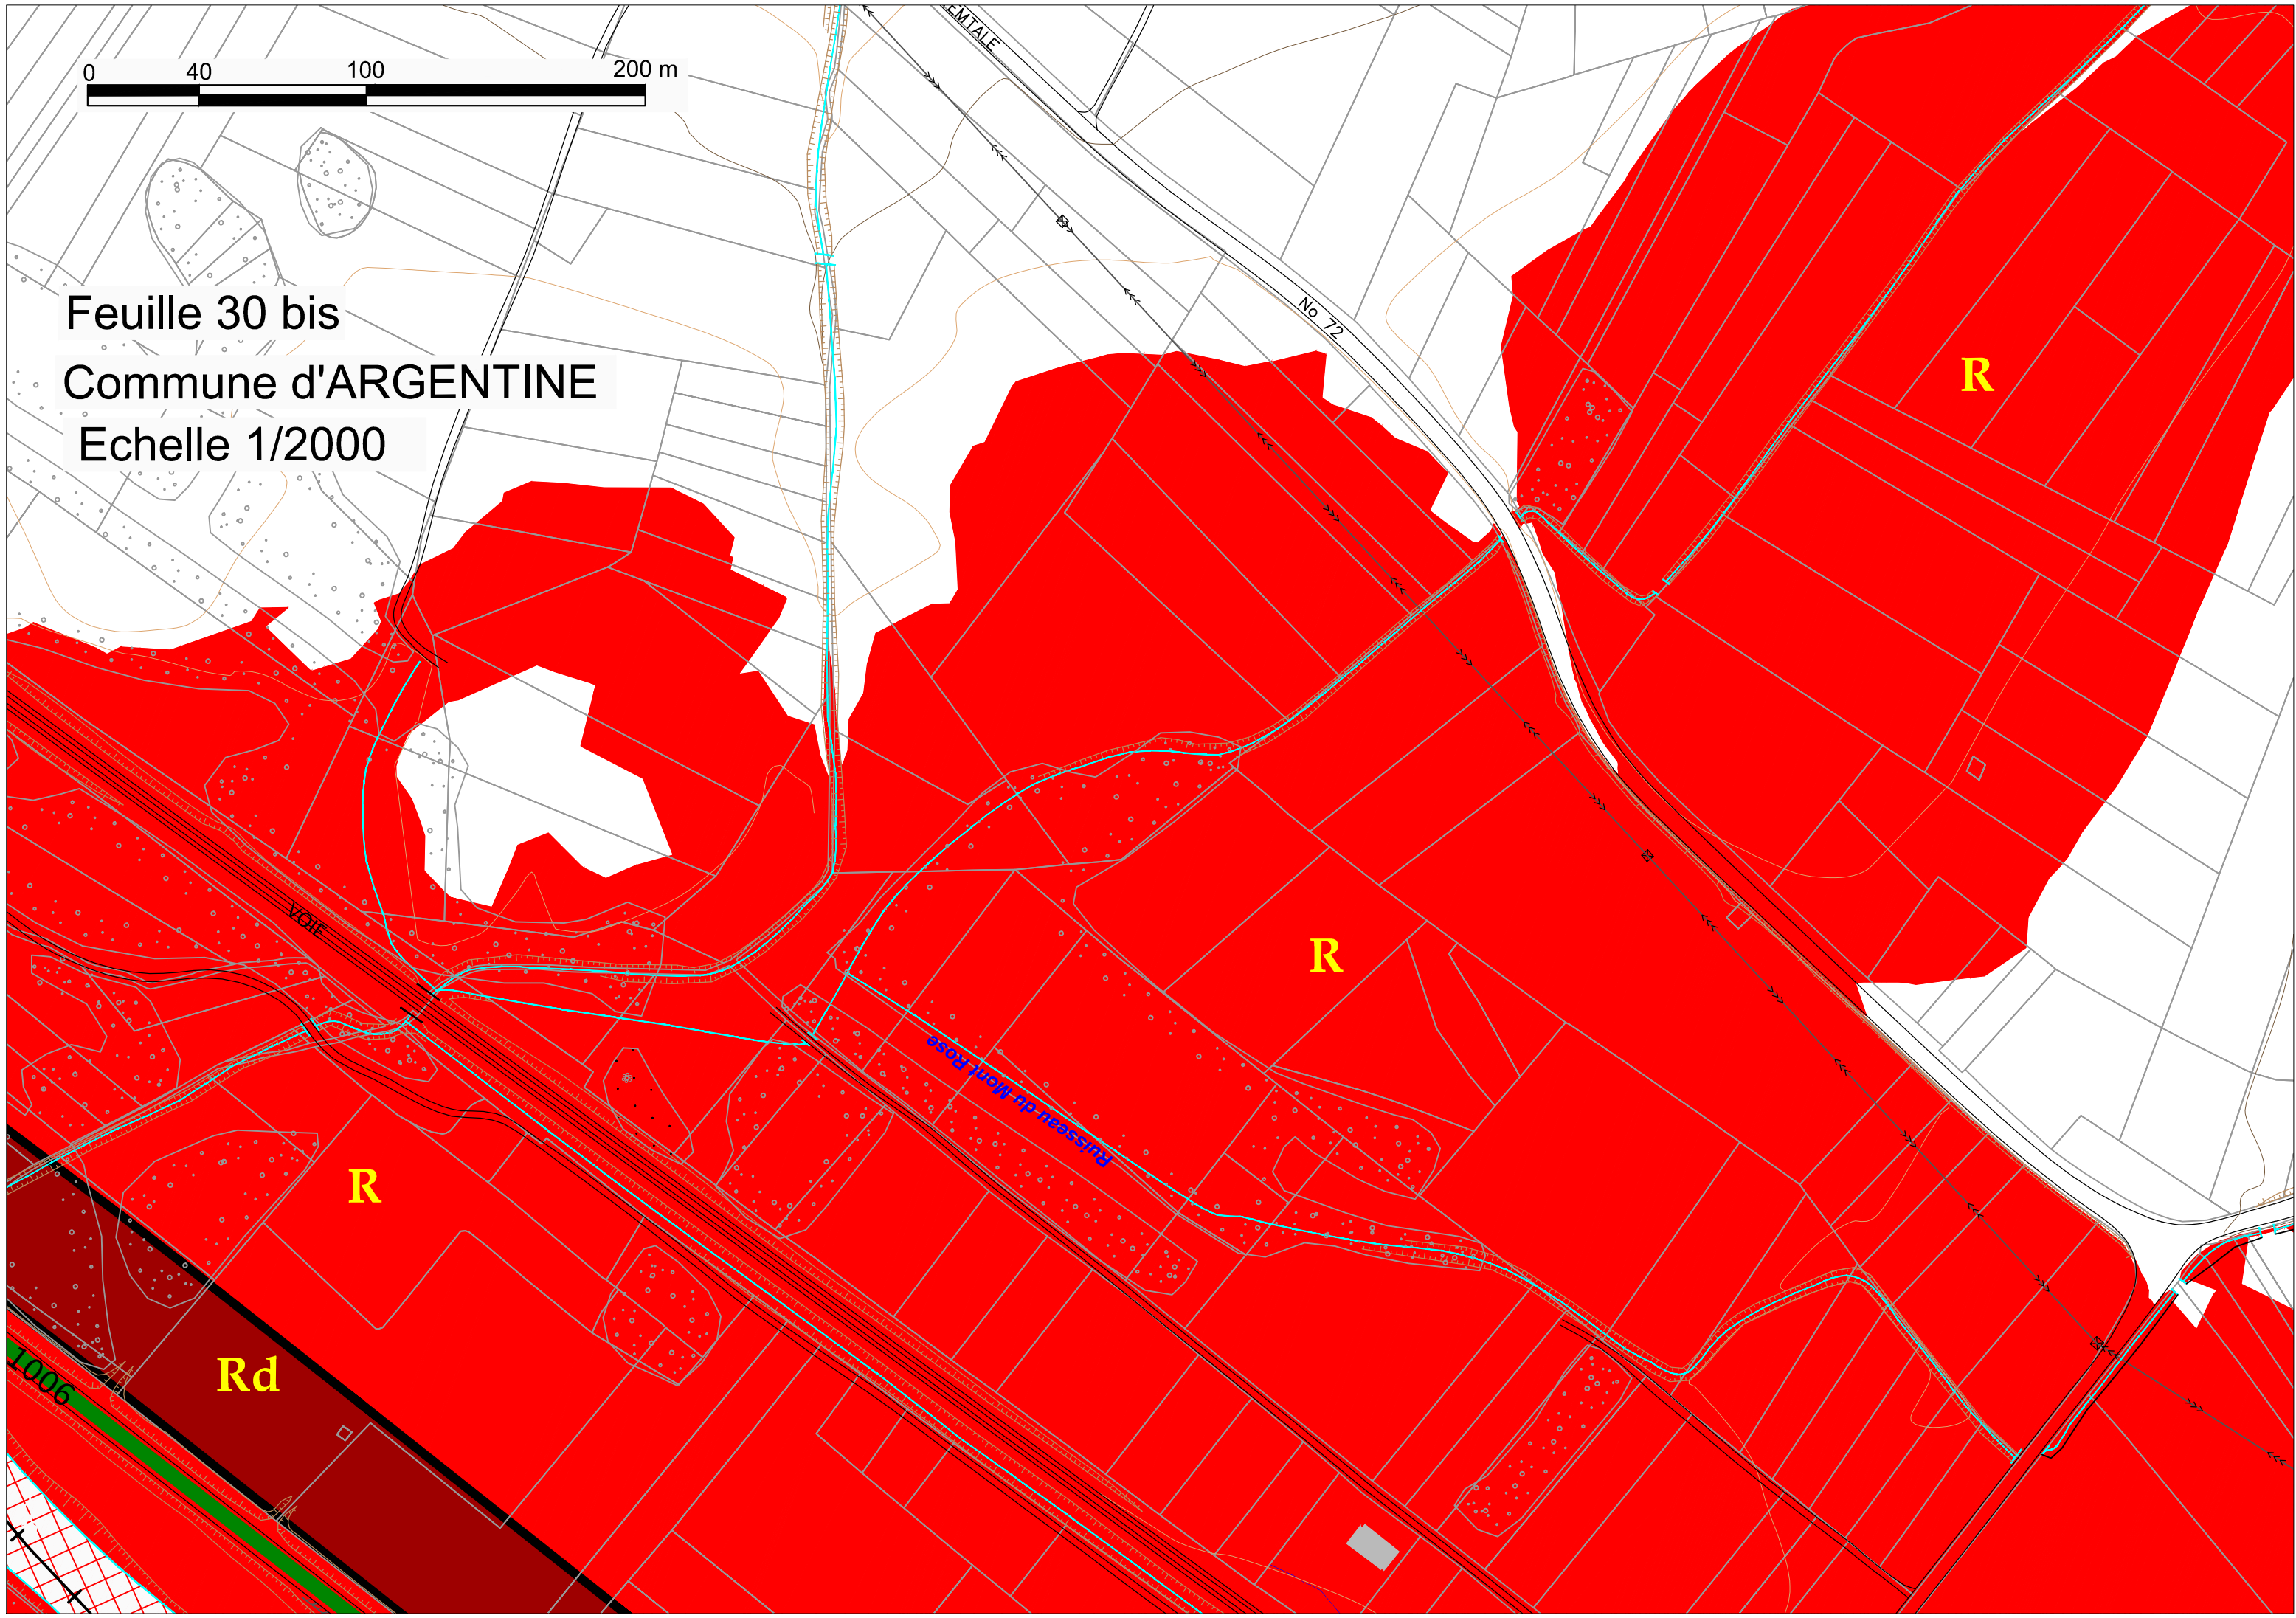 EMTALE
0 40 100 200 m
Feuille 30 bis
No 72
Commune d'ARGENTINE
R
Echelle 1/2000
VOIE
R
Ruisseau du Mont Rose
R
Rd
1006